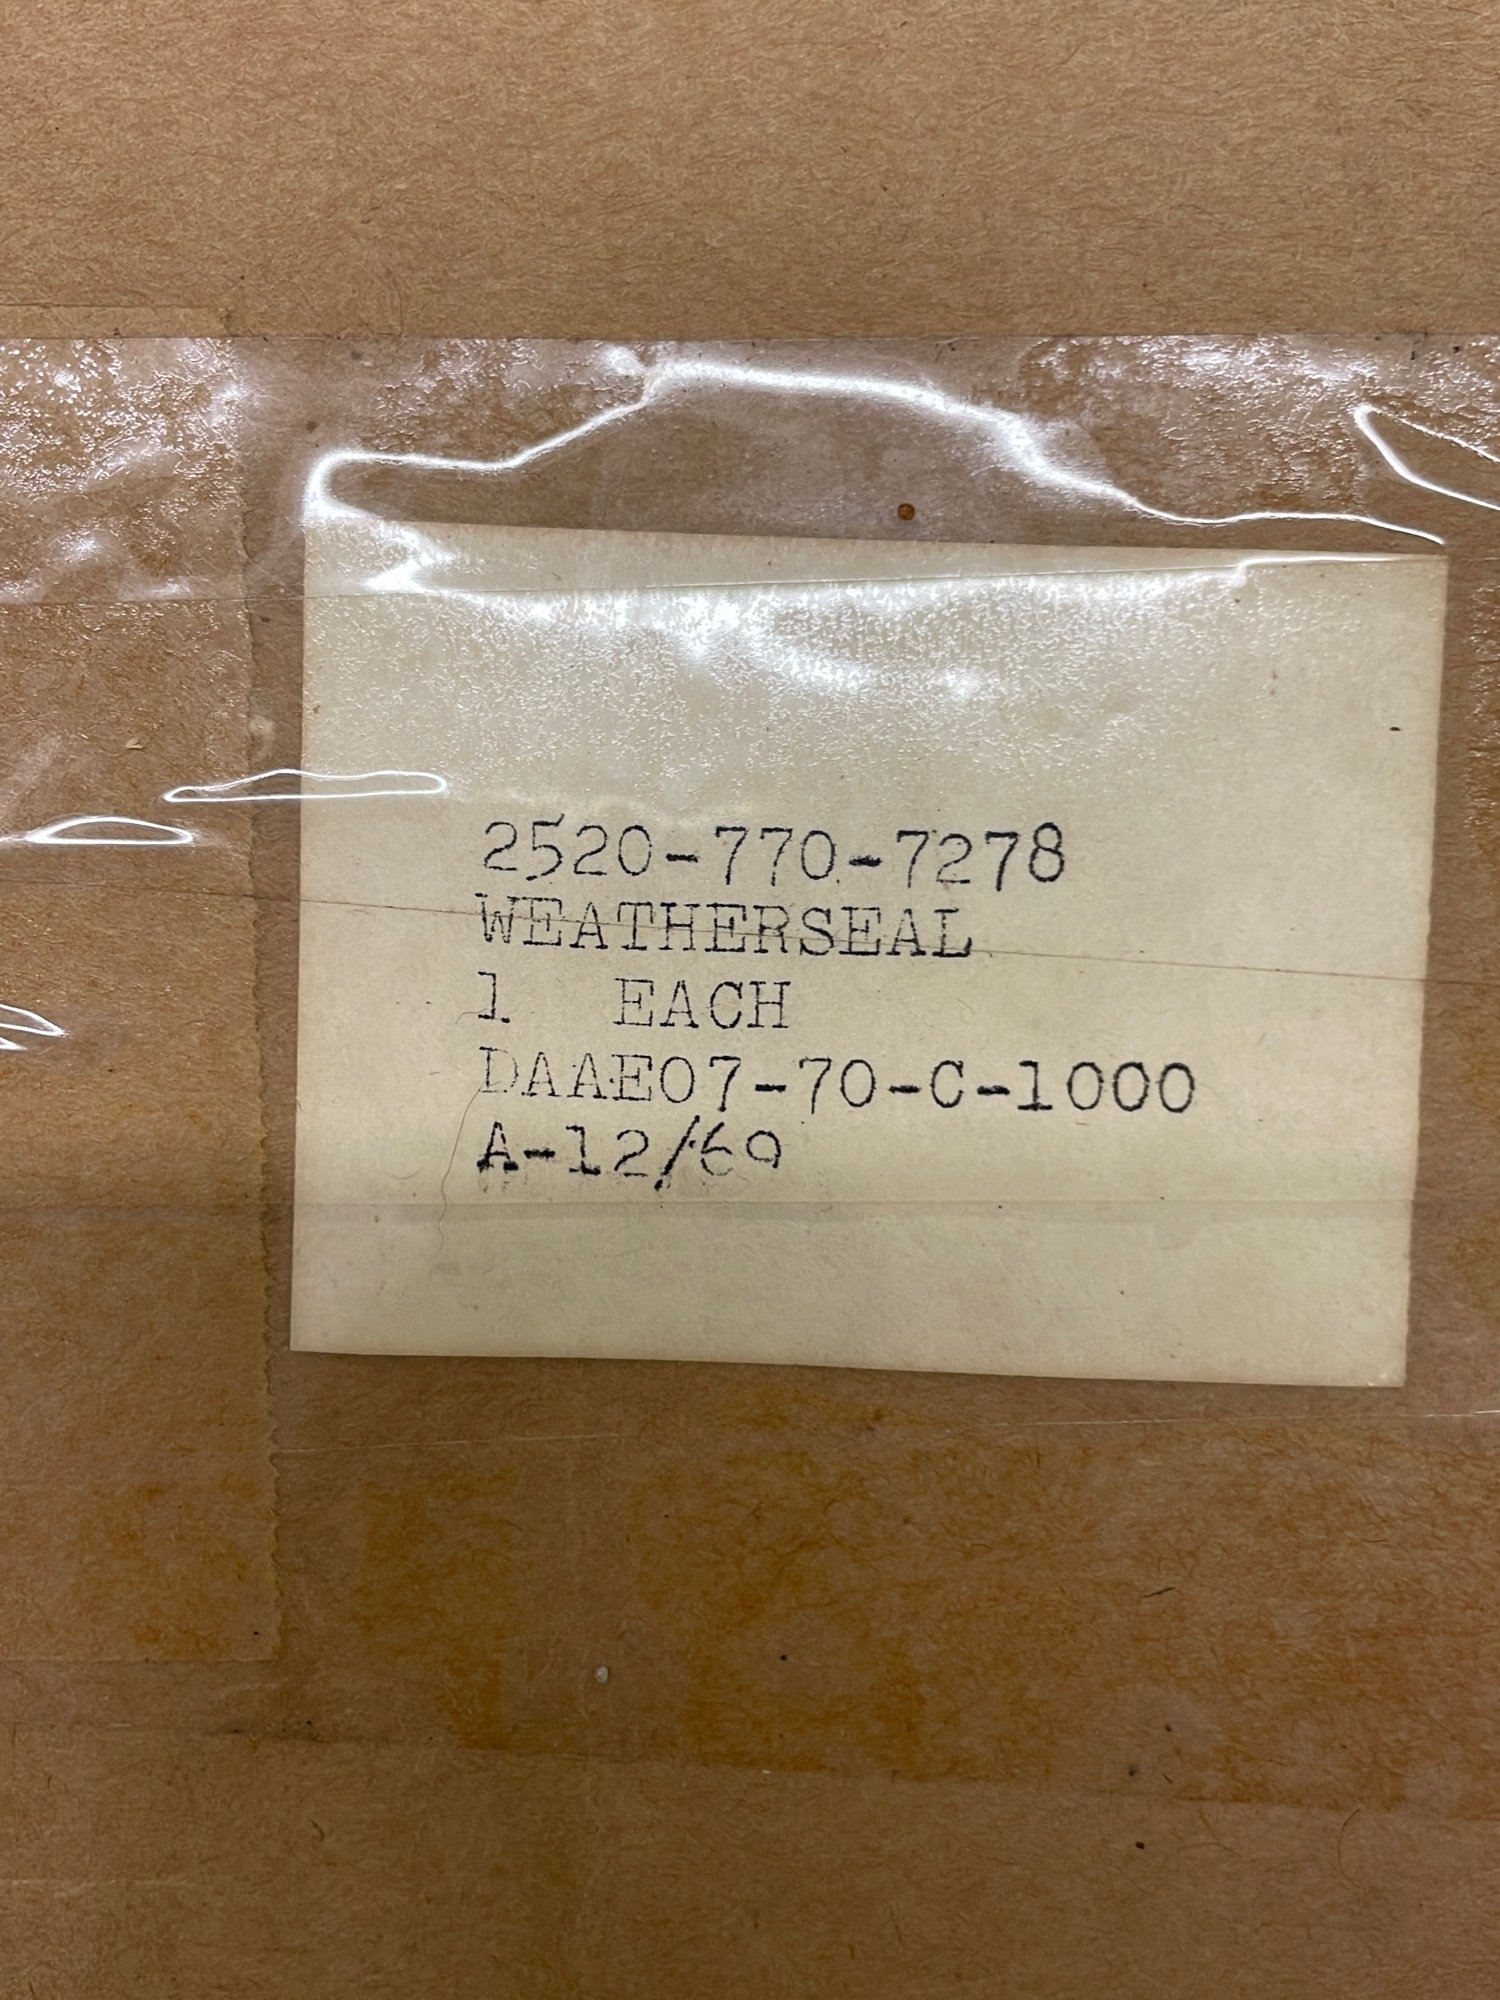 2520-770-7278
WEATHERSEAL
1 EACH
DAAE07-70-C-1000
A-12/69